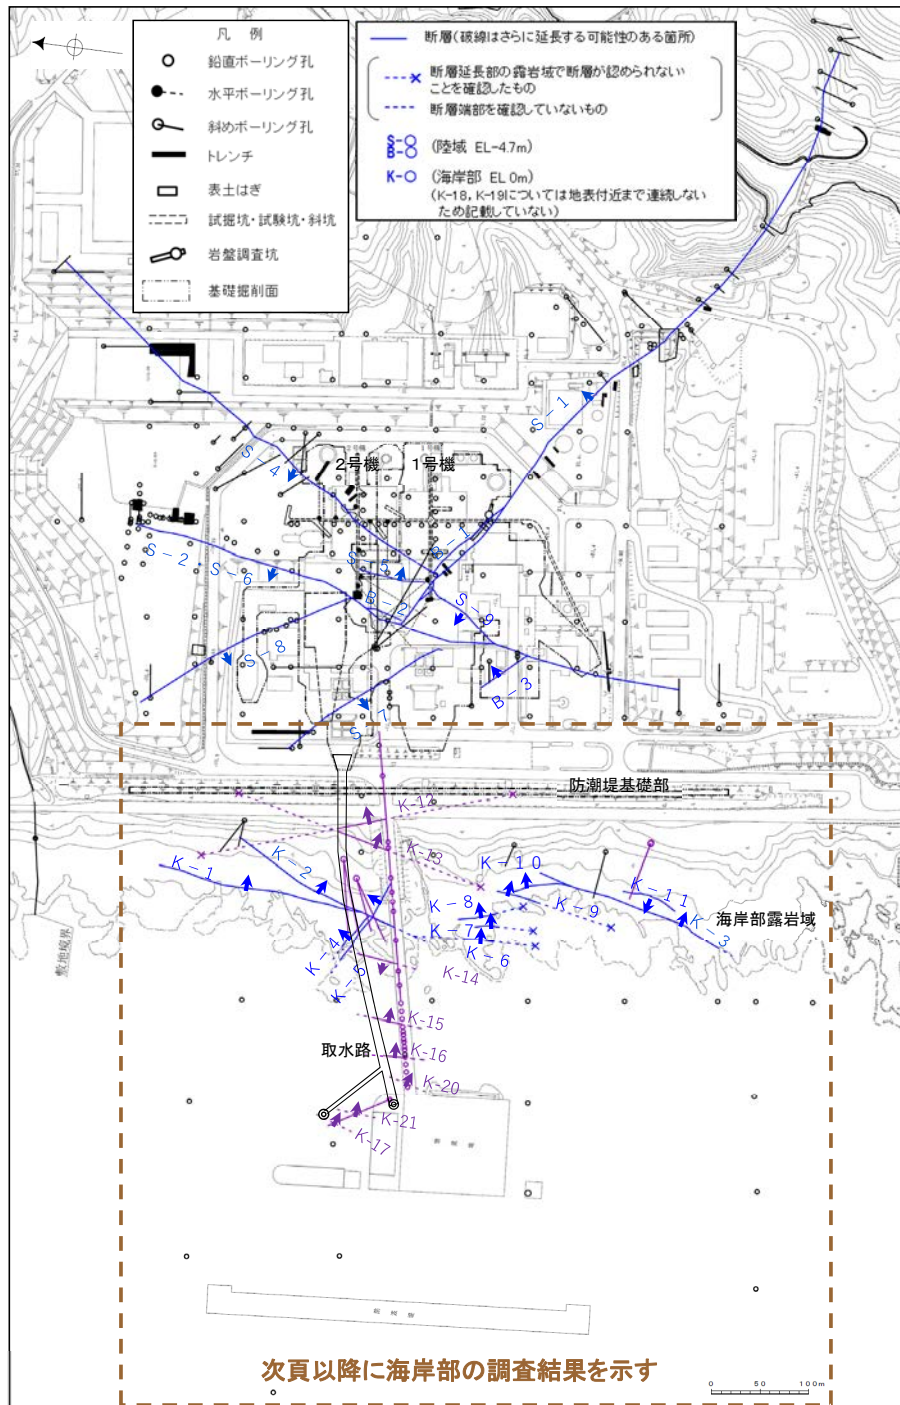 凡　例
鉛直ボーリング孔
水平ボーリング孔
斜めボーリング孔
トレンチ
表土はぎ
試掘坑・試験坑・斜坑
岩盤調査坑
基礎掘削面
断層(破線はさらに延長する可能性のある箇所)
断層延長部の露岩域で断層が認められない
ことを確認したもの
断層端部を確認していないもの
S-○
B-○
(陸域 EL-4.7m)
K-○
(海岸部 EL 0m)
(K-18, K-19については地表付近まで連続しない
ため記載していない)
S-1
S-4
2号機
1号機
B-1
S-2・S-6
S-5
B-2
S-9
S-8
B-3
S-7
防潮堤基礎部
K-12
K-13
K-10
K-1
K-2
K-11
K-8
K-9
海岸部露岩域
K-7
K-3
K-4
K-6
K-5
K-14
敷地境界
K-15
取水路
K-16
K-20
K-21
K-17
次頁以降に海岸部の調査結果を示す
0 50 100m